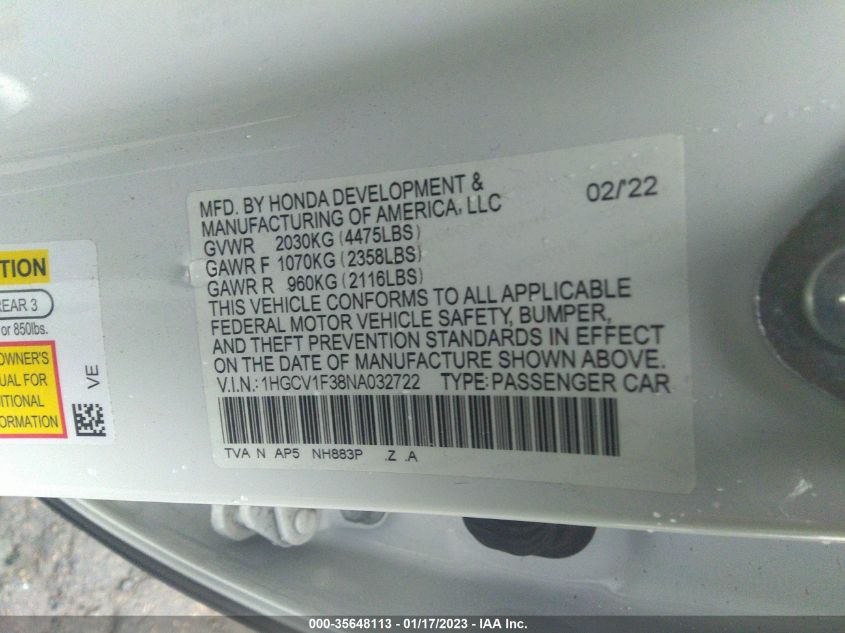 MFD. BY HONDA DEVELOPMENT &
MANUFACTURING OF AMERICA, LLC 02/'22
GVWR 2030KG (4475LBS)
GAWR F 1070KG (2358LBS)
GAWR R 960KG (2116LBS)
THIS VEHICLE CONFORMS TO ALL APPLICABLE
FEDERAL MOTOR VEHICLE SAFETY, BUMPER,
AND THEFT PREVENTION STANDARDS IN EFFECT
ON THE DATE OF MANUFACTURE SHOWN ABOVE.
V.I.N.: 1HGCV1F38NA032722 TYPE: PASSENGER CAR
TVA N AP5 NH883P .Z .A
TION
REAR 3
or 850lbs.
OWNER'S
UAL FOR
ITIONAL
ORMATION
VE
000-35648113 - 01/17/2023 - IAA Inc.